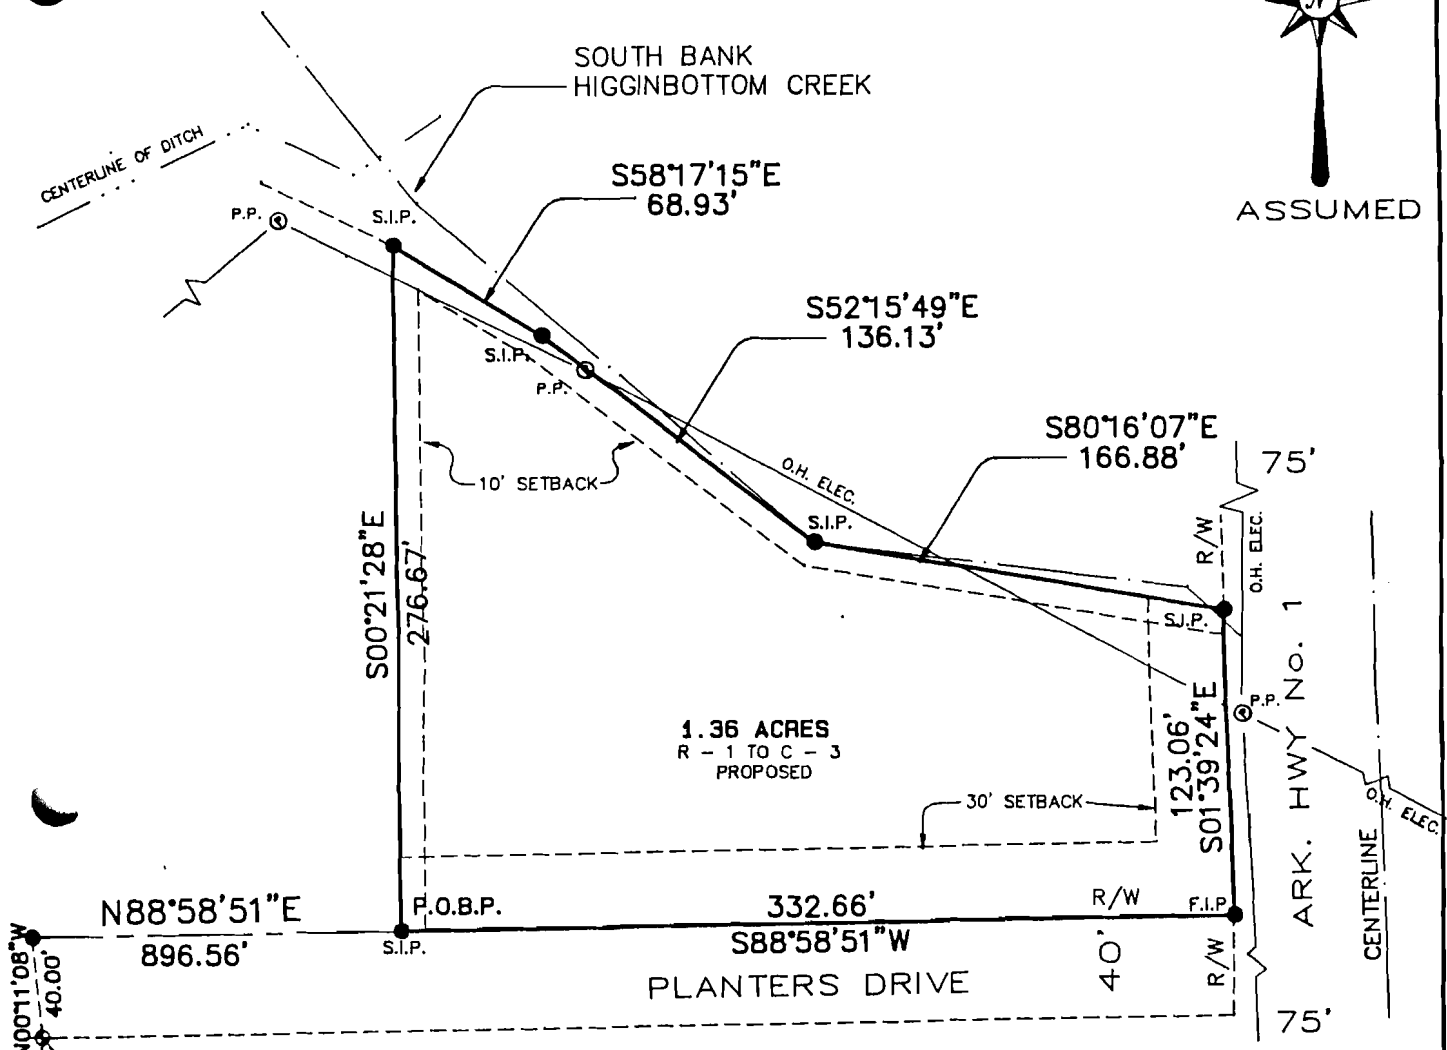 N
ASSUMED
SOUTH BANK
HIGGINBOTTOM CREEK
CENTERLINE OF DITCH
P.P.
S.I.P.
S58°17'15"E
68.93'
S52°15'49"E
136.13'
S.I.P.
P.P.
S80°16'07"E
166.88'
75'
10' SETBACK
O.H. ELEC.
S.I.P.
R/W
O.H. ELEC.
S00°21'28"E
276.67'
S.I.P.
ARK. HWY No. 1
P.P.
1.36 ACRES
R - 1 TO C - 3
PROPOSED
123.06'
S01°39'24"E
30' SETBACK
O.H. ELEC.
CENTERLINE
N88°58'51"E
896.56'
P.O.B.P.
S.I.P.
332.66'
S88°58'51"W
R/W
F.I.P.
N00°11'08"W
40.00'
PLANTERS DRIVE
40'
R/W
75'